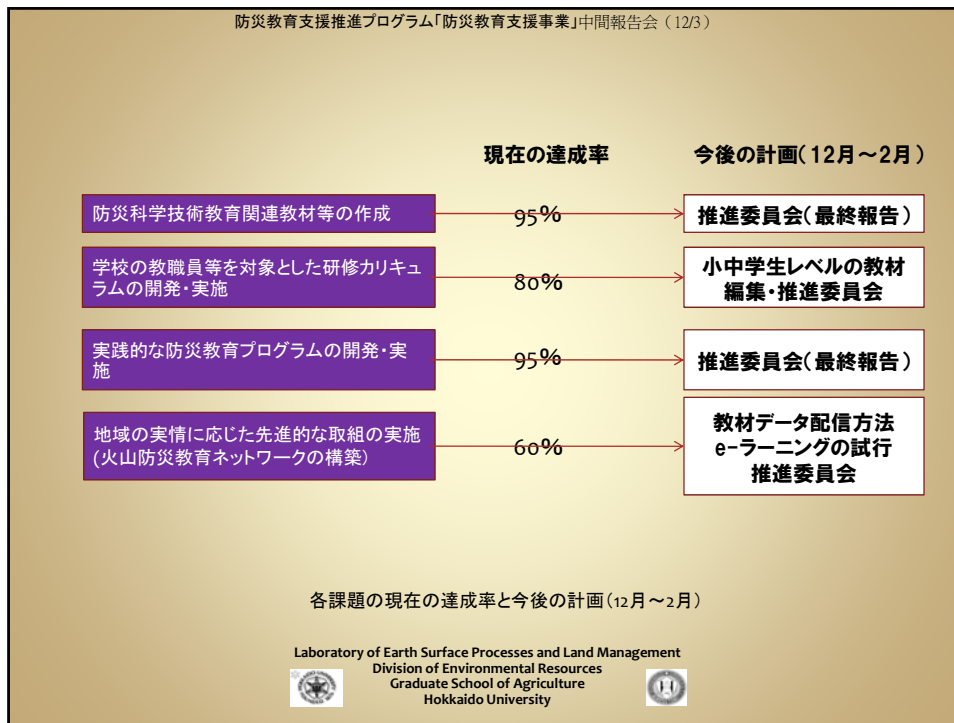 防災教育支援推進プログラム「防災教育支援事業」中間報告会（12/3）
現在の達成率
今後の計画（12月～2月）
防災科学技術教育関連教材等の作成
95%
推進委員会（最終報告）
学校の教職員等を対象とした研修カリキュ
ラムの開発・実施
80%
小中学生レベルの教材
編集・推進委員会
実践的な防災教育プログラムの開発・実
施
95%
推進委員会（最終報告）
地域の実情に応じた先進的な取組の実施
(火山防災教育ネットワークの構築）
60%
教材データ配信方法
e-ラーニングの試行
推進委員会
各課題の現在の達成率と今後の計画（12月～2月）
Laboratory of Earth Surface Processes and Land Management
Division of Environmental Resources
Graduate School of Agriculture
Hokkaido University